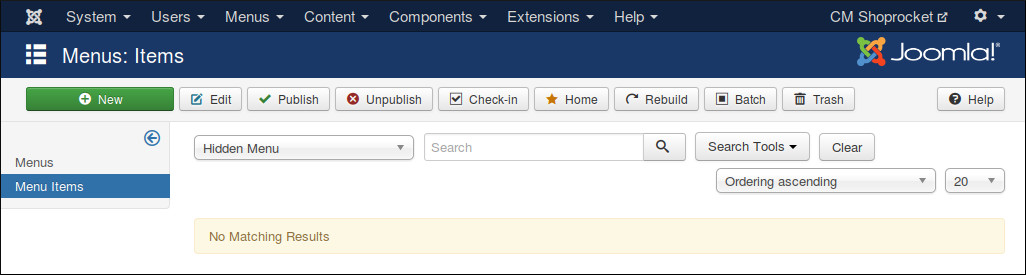 System Users Menus Content Components Extensions Help CM Shoprocket
Menus: Items Joomla!®
New Edit Publish Unpublish Check-in Home Rebuild Batch Trash Help
Hidden Menu Search Search Tools Clear
Menus
Ordering ascending 20
Menu Items
No Matching Results